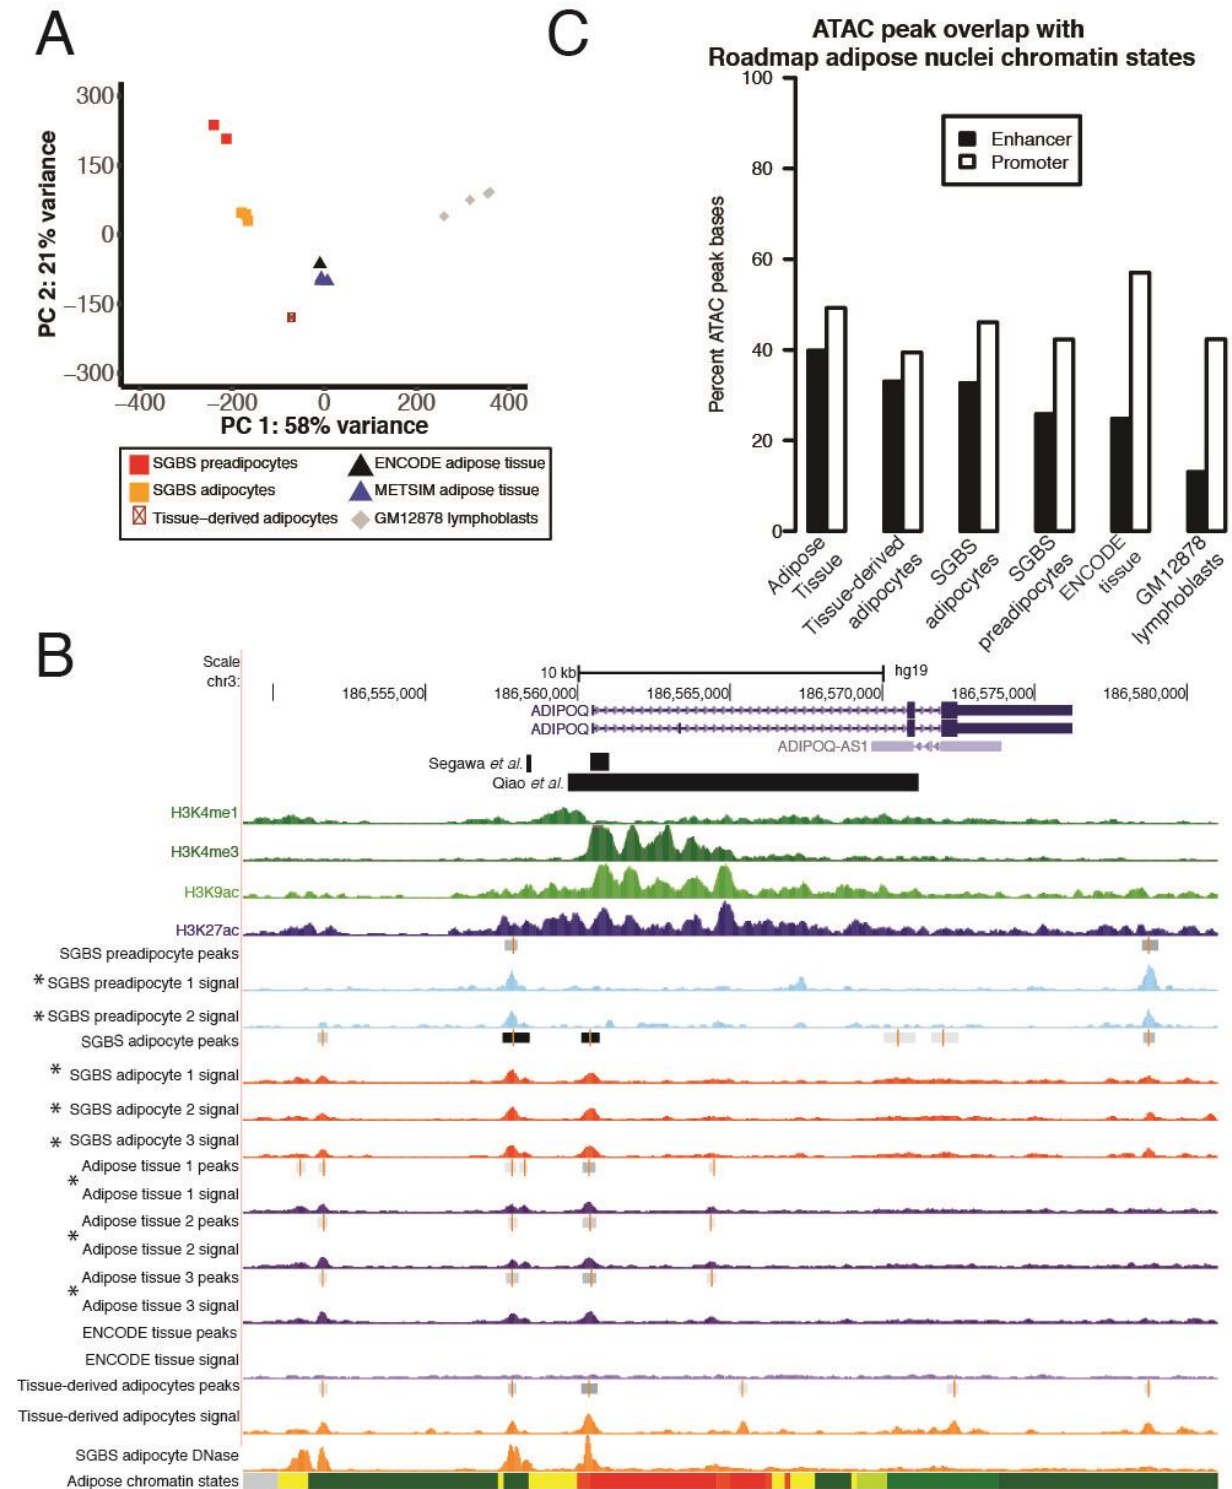 A
300
150
0
−150
−300
PC 2: 21% variance
−400 −200 0 200 400
PC 1: 58% variance
SGBS preadipocytes
SGBS adipocytes
Tissue−derived adipocytes
ENCODE adipose tissue
METSIM adipose tissue
GM12878 lymphoblasts
C
ATAC peak overlap with
Roadmap adipose nuclei chromatin states
100
80
60
40
20
0
Percent ATAC peak bases
Enhancer
Promoter
Adipose
Tissue
Tissue-derived
adipocytes
SGBS
adipocytes
SGBS
preadipocytes
ENCODE
tissue
GM12878
lymphoblasts
B
Scale
10 kb
hg19
chr3:
186,555,000
186,560,000
186,565,000
186,570,000
186,575,000
186,580,000
ADIPOQ
ADIPOQ
ADIPOQ-AS1
Segawa et al.
Qiao et al.
H3K4me1
H3K4me3
H3K9ac
H3K27ac
SGBS preadipocyte peaks
* SGBS preadipocyte 1 signal
* SGBS preadipocyte 2 signal
SGBS adipocyte peaks
* SGBS adipocyte 1 signal
* SGBS adipocyte 2 signal
* SGBS adipocyte 3 signal
Adipose tissue 1 peaks
* Adipose tissue 1 signal
Adipose tissue 2 peaks
* Adipose tissue 2 signal
Adipose tissue 3 peaks
* Adipose tissue 3 signal
ENCODE tissue peaks
ENCODE tissue signal
Tissue-derived adipocytes peaks
Tissue-derived adipocytes signal
SGBS adipocyte DNase
Adipose chromatin states